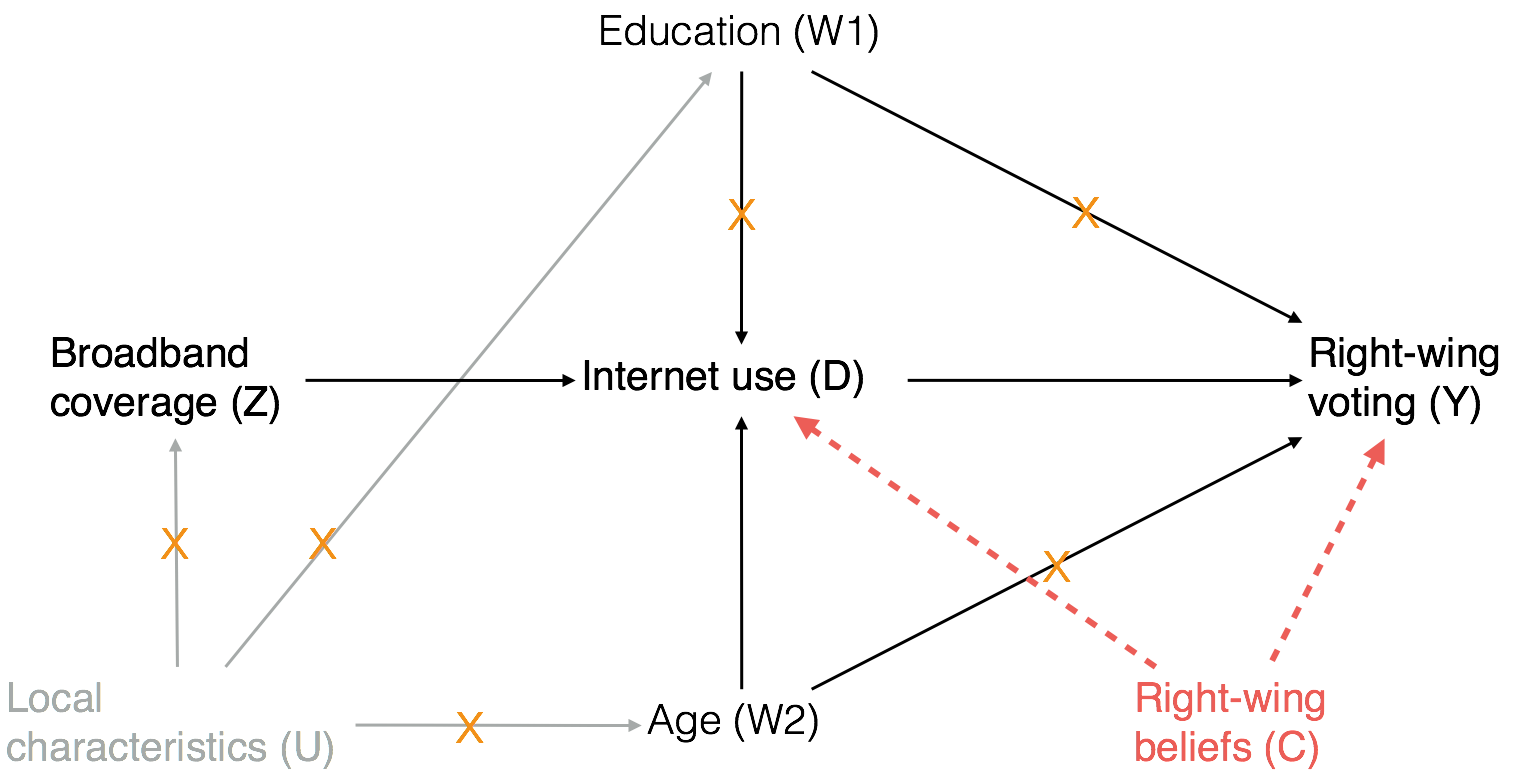 Education (W1)
X
X
Broadband
coverage (Z)
Internet use (D)
Right-wing
voting (Y)
X
X
X
Local
characteristics (U)
X
Age (W2)
Right-wing
beliefs (C)